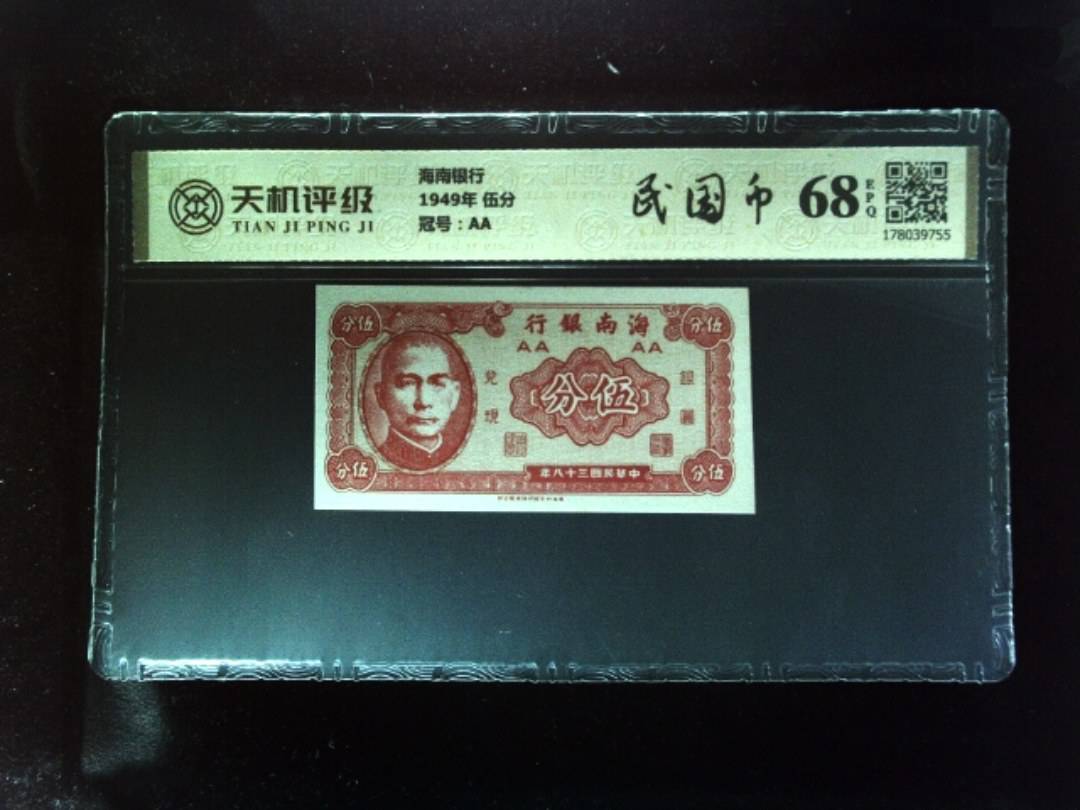 天机评级
TIAN JI PING JI
海南银行
1949年 伍分
冠号：AA
民国币
68
EPQ
178039755
分伍
行銀南海
分伍
AA
AA
兌現
分伍
銀圓
分伍
年八十三國民華中
分伍